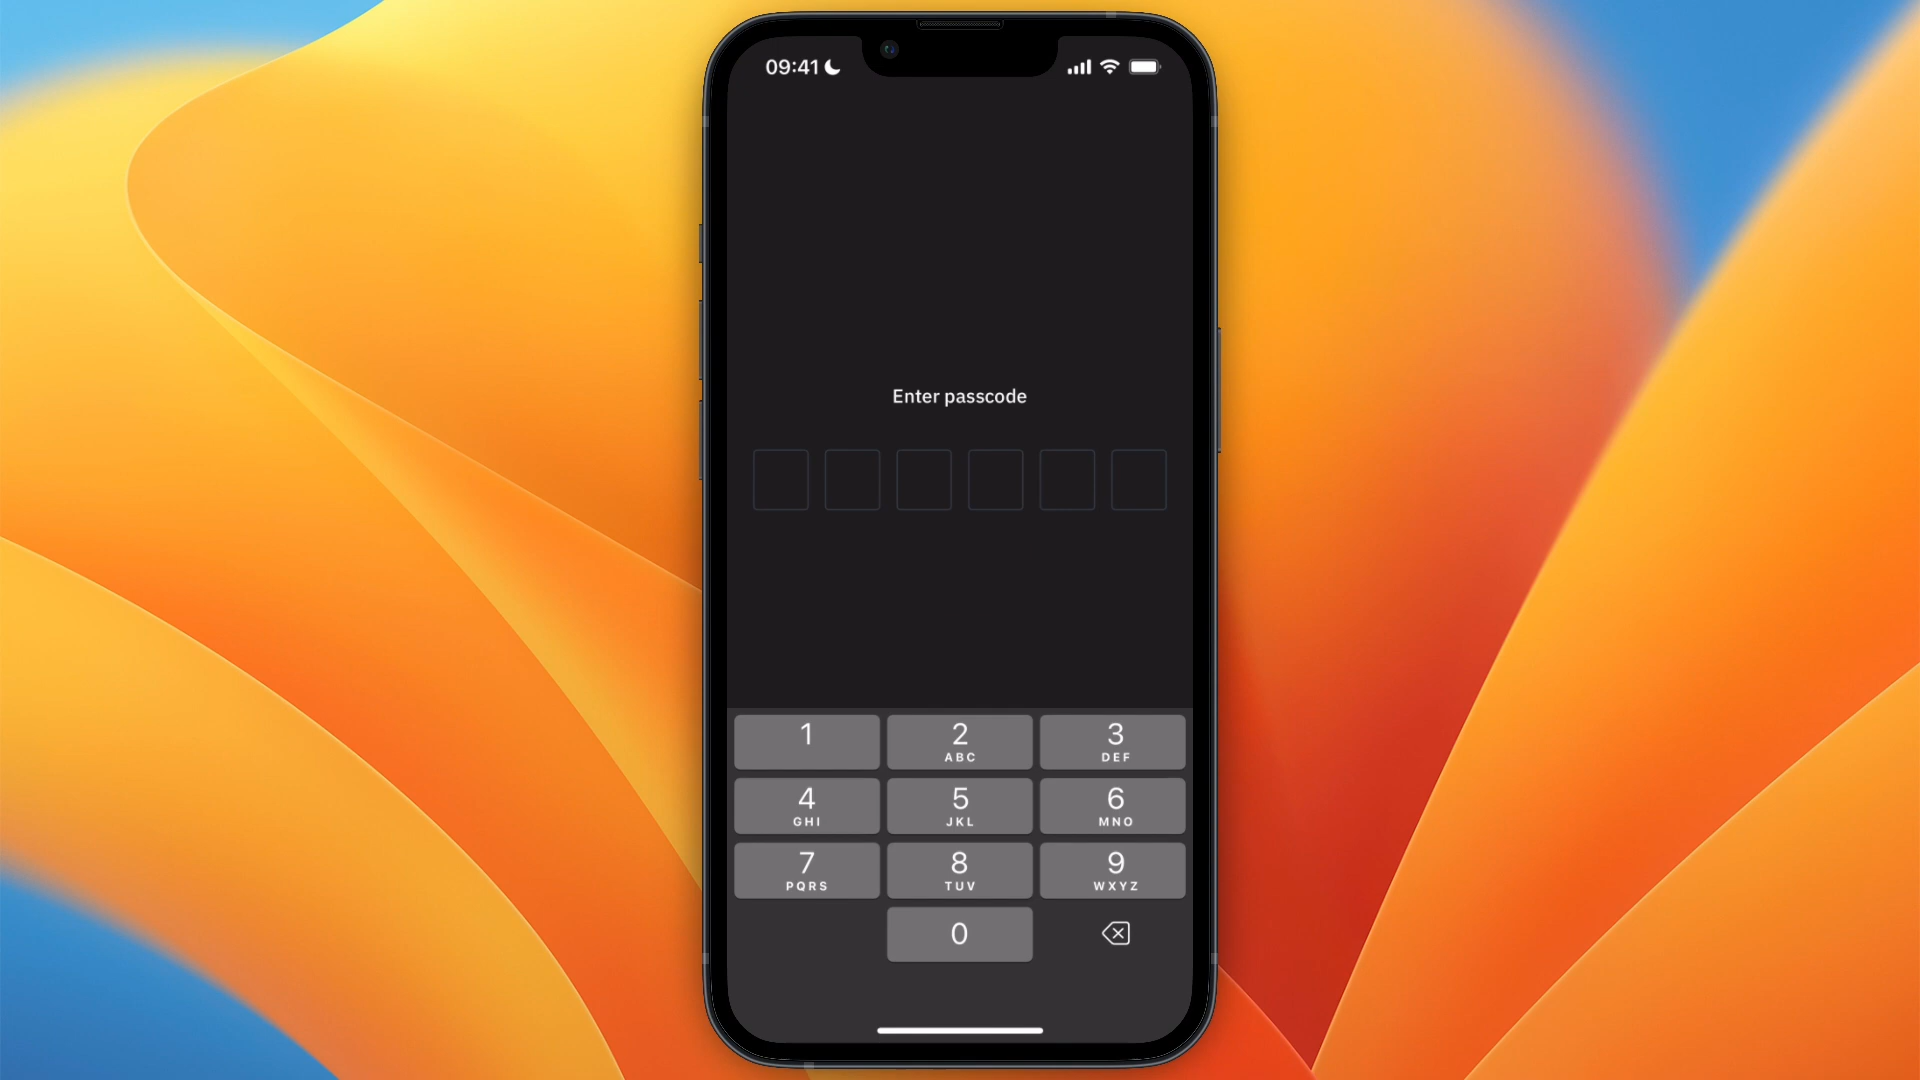 09:41
Enter passcode
1
2
ABC
3
DEF
4
GHI
5
JKL
6
MNO
7
PQRS
8
TUV
9
WXYZ
0